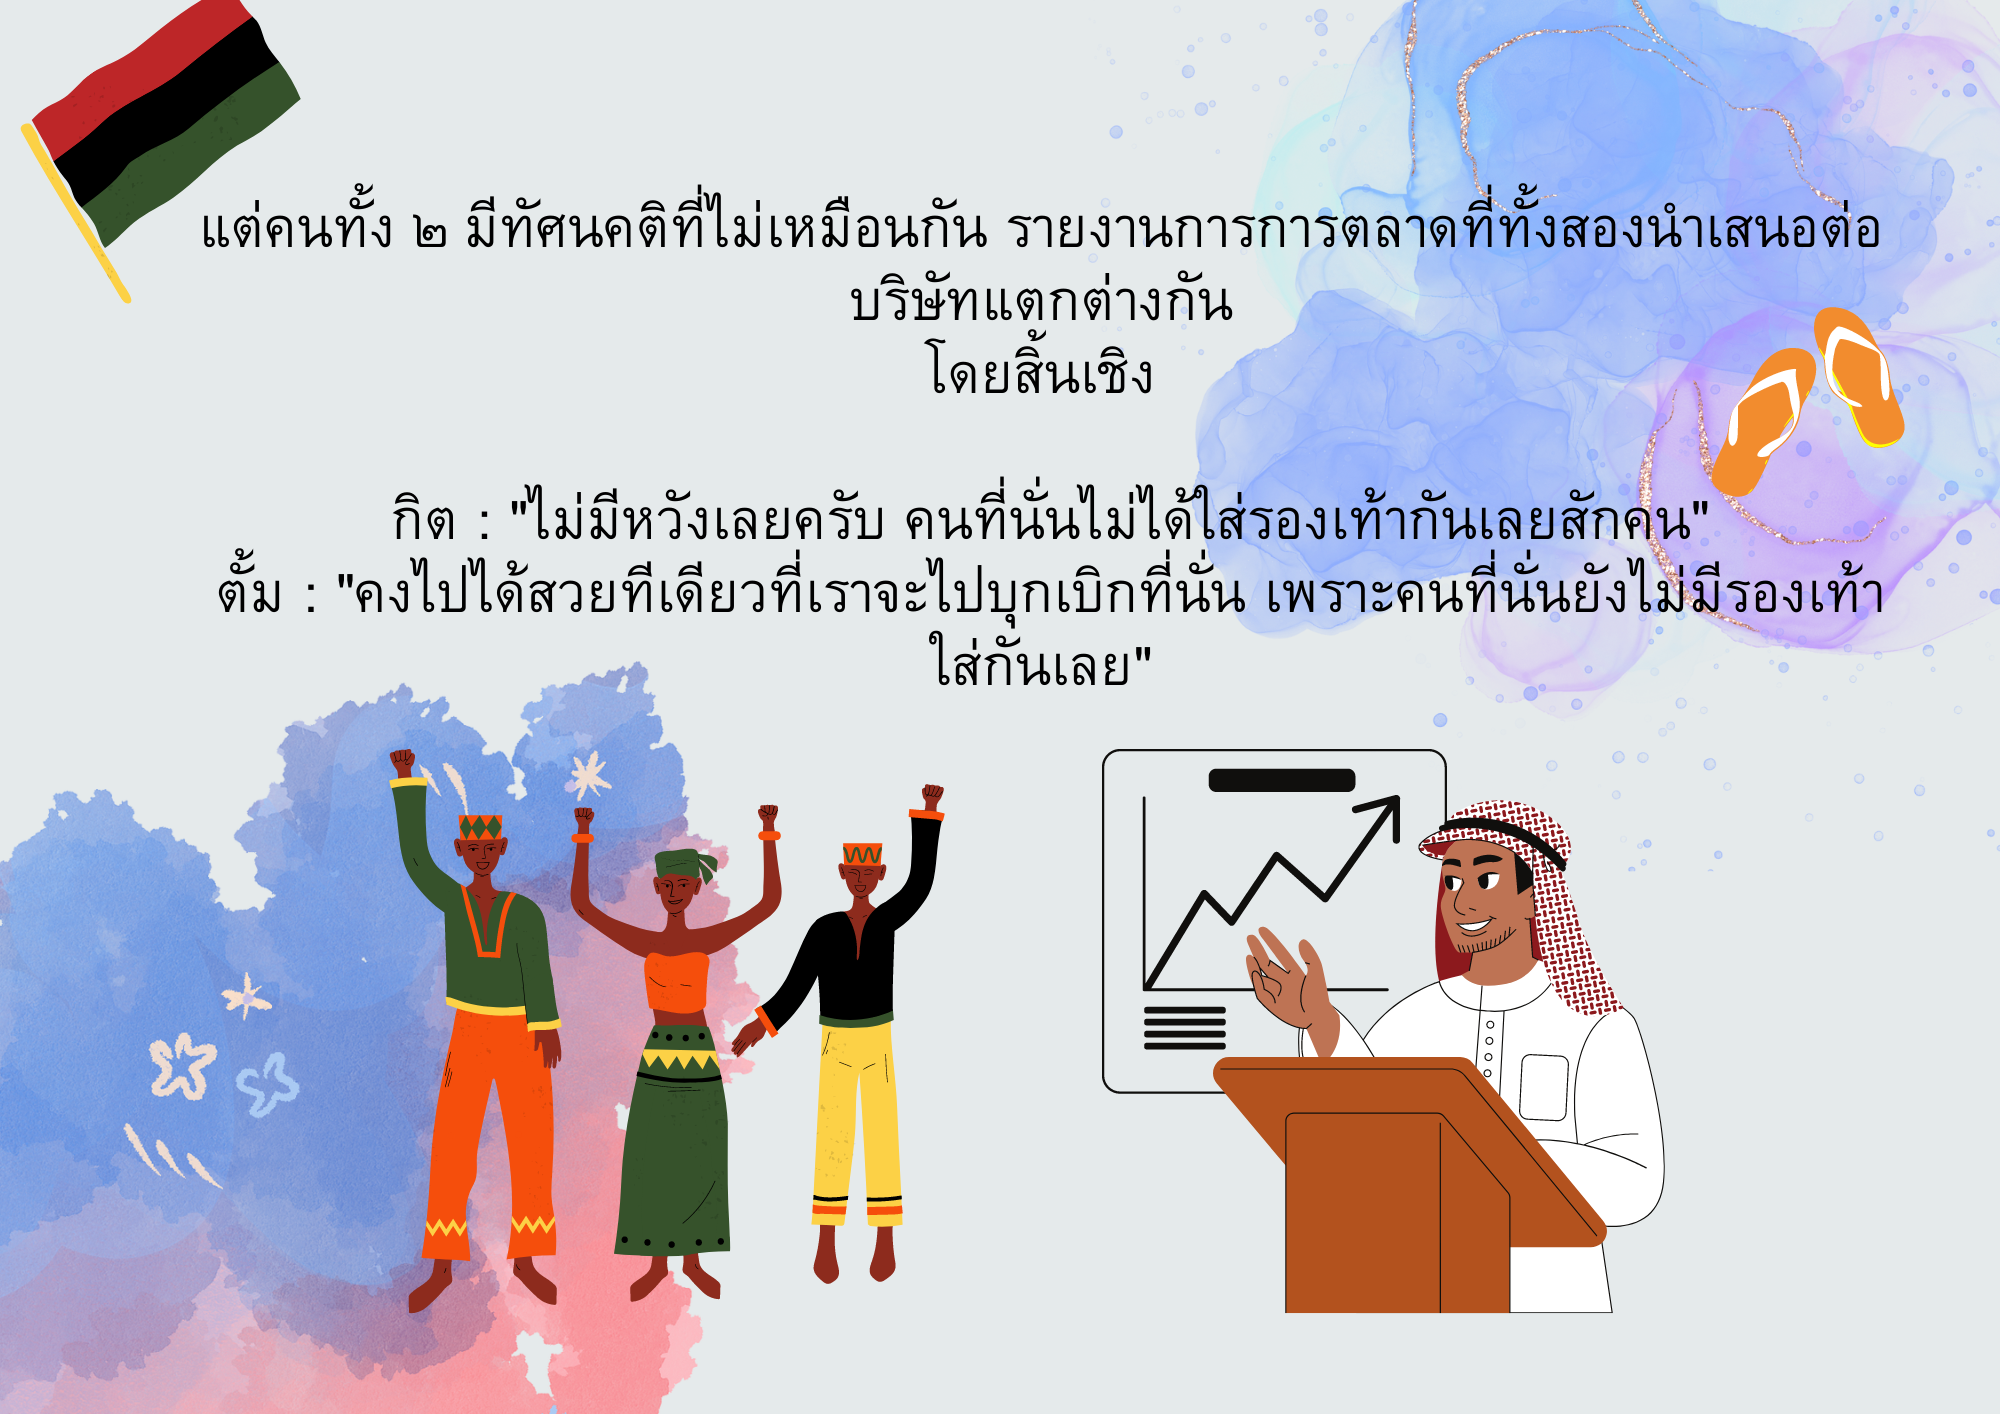 แต่คนทั้ง ๒ มีทัศนคติที่ไม่เหมือนกัน รายงานการการตลาดที่ทั้งสองนำเสนอต่อ
บริษัทแตกต่างกัน
โดยสิ้นเชิง
กิต : "ไม่มีหวังเลยครับ คนที่นั่นไม่ได้ใส่รองเท้ากันเลยสักคน"
ตั้ม : "คงไปได้สวยทีเดียวที่เราจะไปบุกเบิกที่นั่น เพราะคนที่นั่นยังไม่มีรองเท้า
ใส่กันเลย"